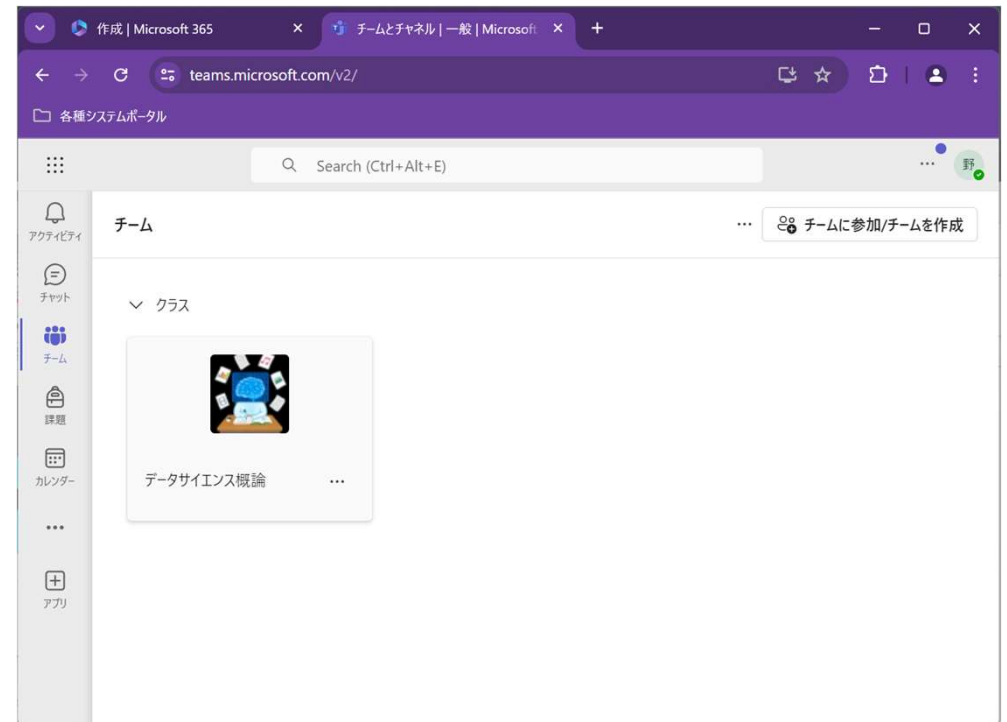 作成 | Microsoft 365
チームとチャネル | 一般 | Microsoft
teams.microsoft.com/v2/
各種システムポータル
Search (Ctrl+Alt+E)
野
アクティビティ
チーム
チームに参加/チームを作成
チャット
クラス
チーム
課題
カレンダー
データサイエンス概論
アプリ